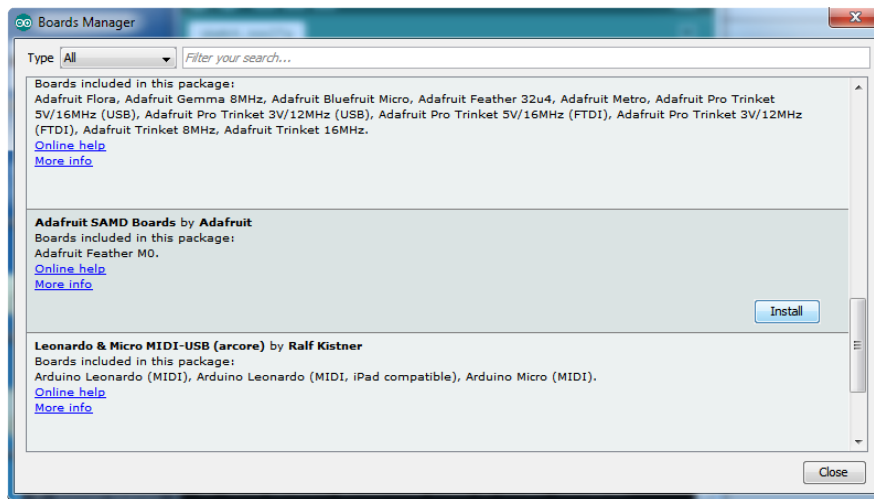 Boards Manager
Type All Filter your search...
Boards included in this package:
Adafruit Flora, Adafruit Gemma 8MHz, Adafruit Bluefruit Micro, Adafruit Feather 32u4, Adafruit Metro, Adafruit Pro Trinket
5V/16MHz (USB), Adafruit Pro Trinket 3V/12MHz (USB), Adafruit Pro Trinket 5V/16MHz (FTDI), Adafruit Pro Trinket 3V/12MHz
(FTDI), Adafruit Trinket 8MHz, Adafruit Trinket 16MHz.
Online help
More info
Adafruit SAMD Boards by Adafruit
Boards included in this package:
Adafruit Feather M0.
Online help
More info
Install
Leonardo & Micro MIDI-USB (arcore) by Ralf Kistner
Boards included in this package:
Arduino Leonardo (MIDI), Arduino Leonardo (MIDI, iPad compatible), Arduino Micro (MIDI).
Online help
More info
Close